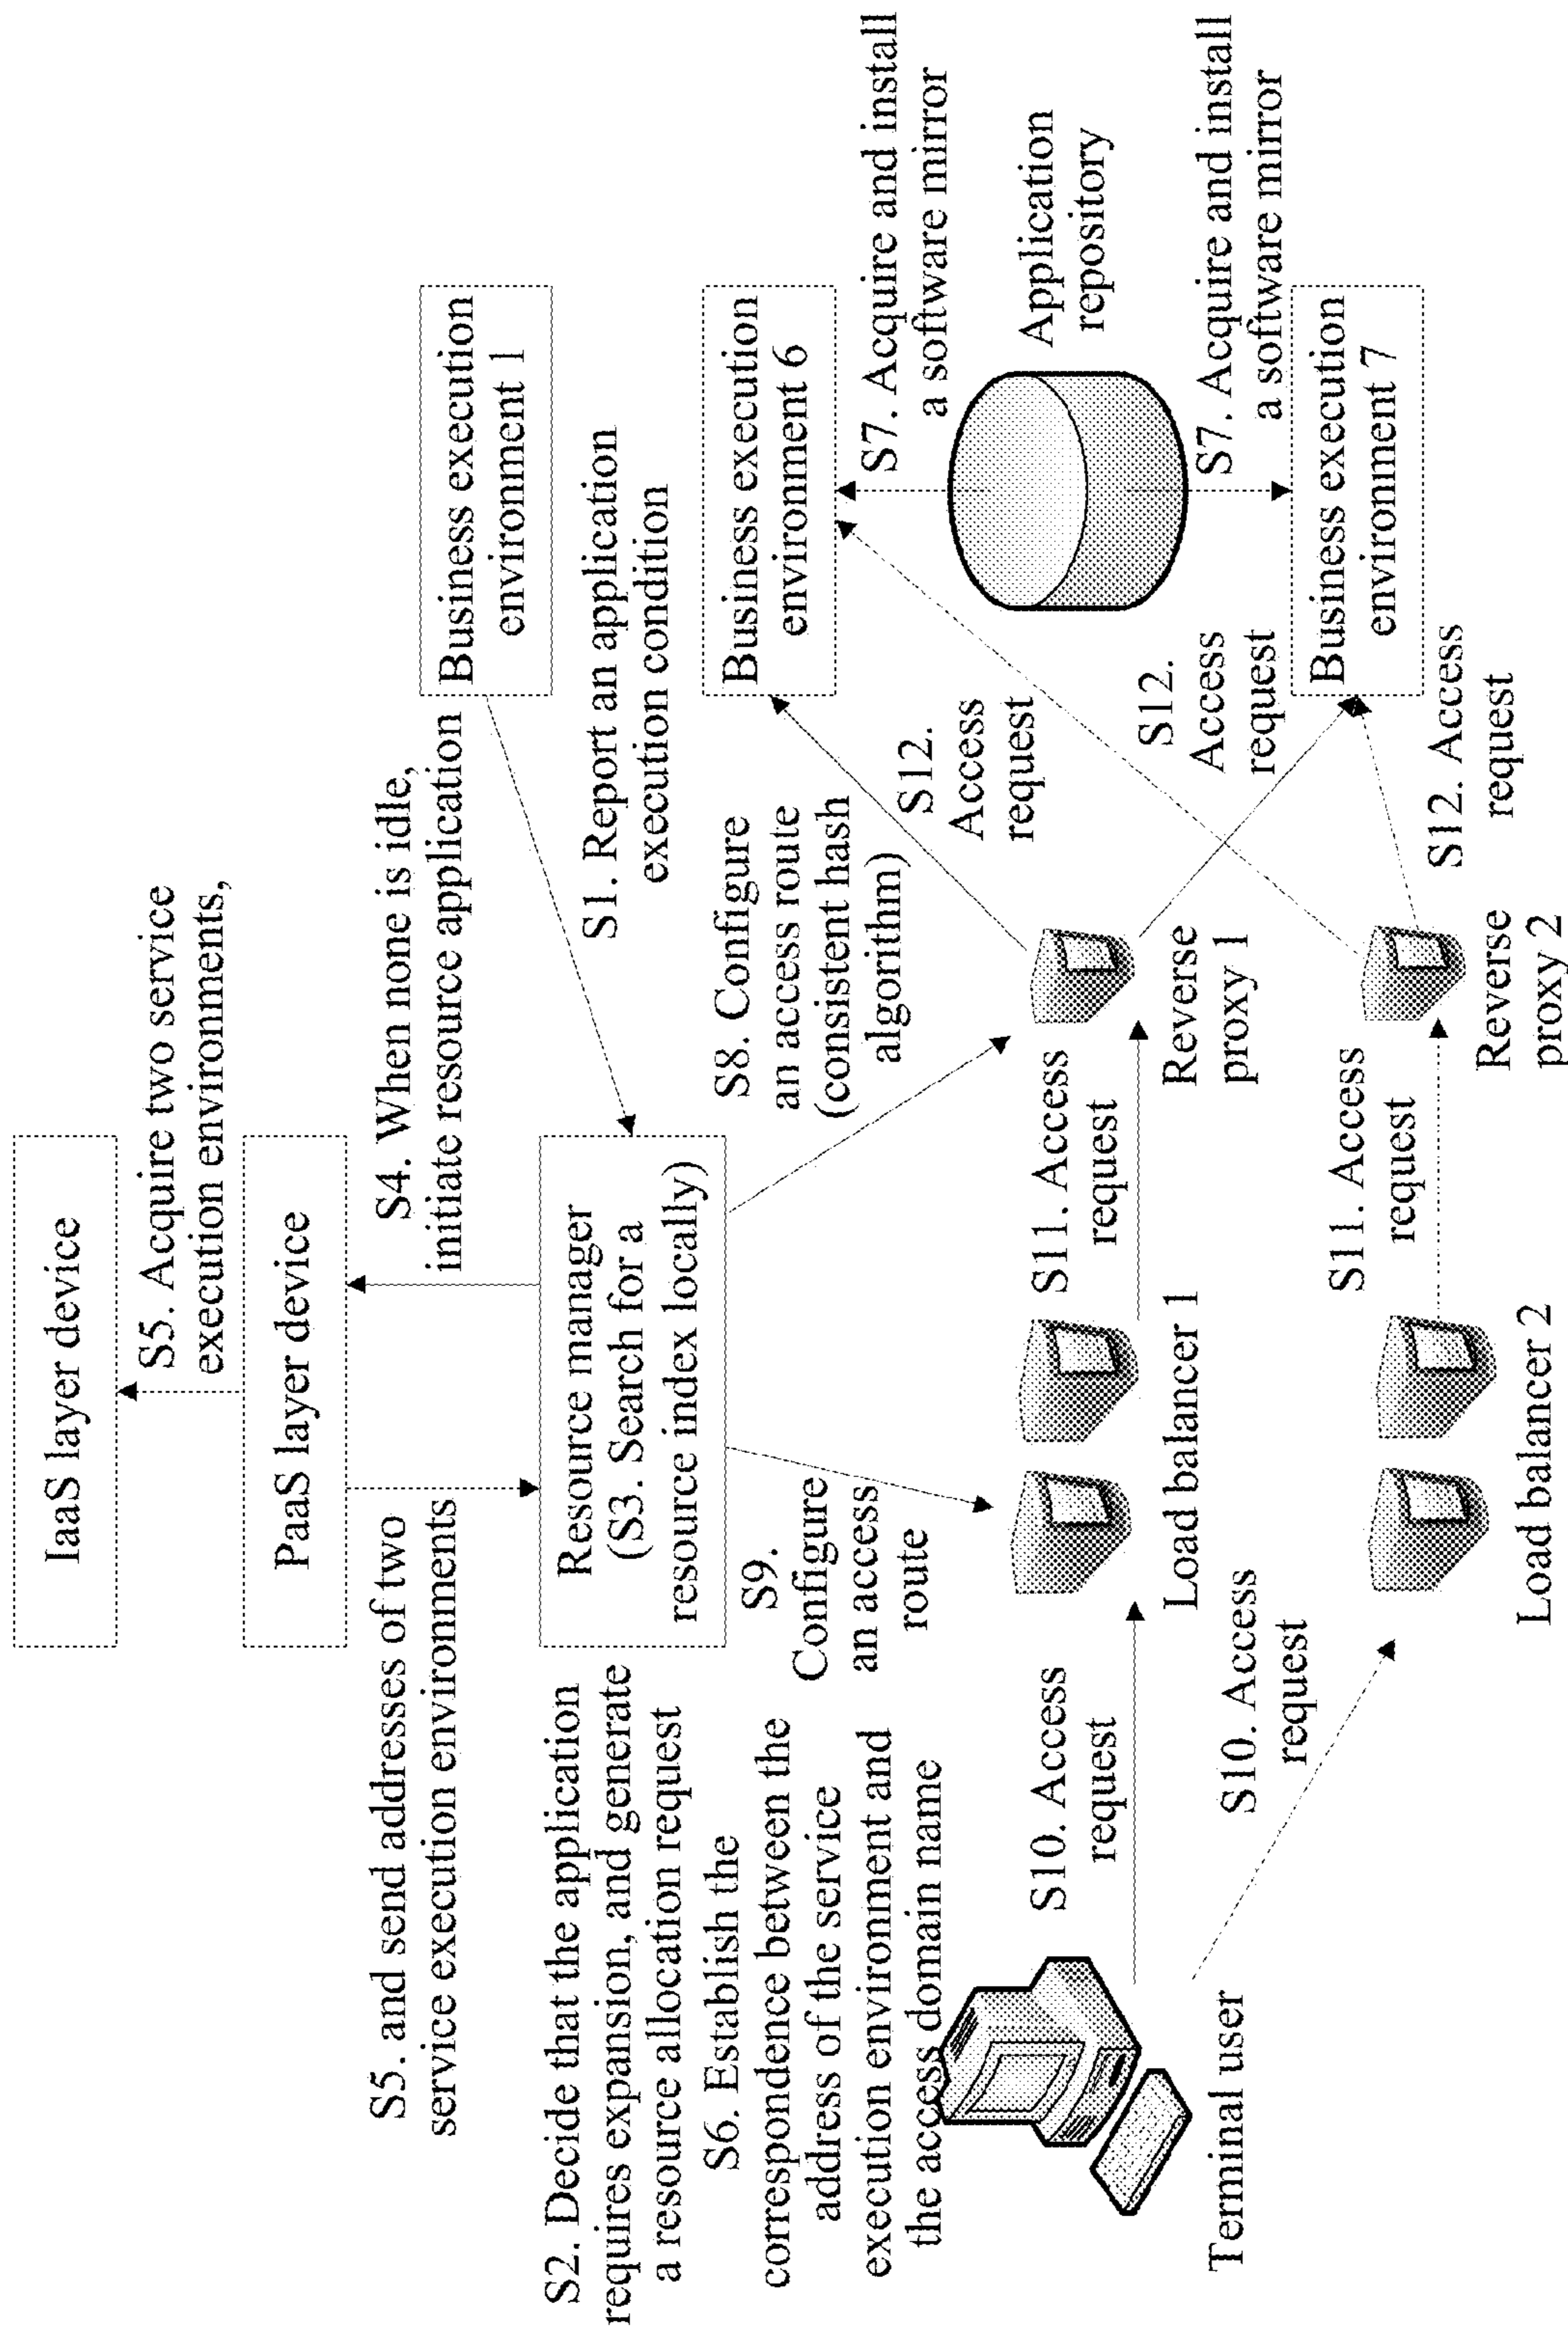 IaaS layer device
S5. Acquire two service
execution environments,
PaaS layer device
S5. and send addresses of two
service execution environments
S4. When none is idle,
initiate resource application
Business execution
environment 1
S2. Decide that the application
requires expansion, and generate
a resource allocation request
Resource manager
(S3. Search for a
resource index locally)
S1. Report an application
execution condition
S6. Establish the
correspondence between the
address of the service
execution environment and
the access domain name
S9.
Configure
an access
route
S8. Configure
an access route
(consistent hash
algorithm)
Business execution
environment 6
S7. Acquire and install
a software mirror
S12.
Access
request
Application
repository
S10. Access
request
S11. Access
request
S12.
Access
request
Load balancer 1
Reverse
proxy 1
S7. Acquire and install
a software mirror
Terminal user
S10. Access
request
S11. Access
request
Business execution
environment 7
S12. Access
request
Load balancer 2
Reverse
proxy 2